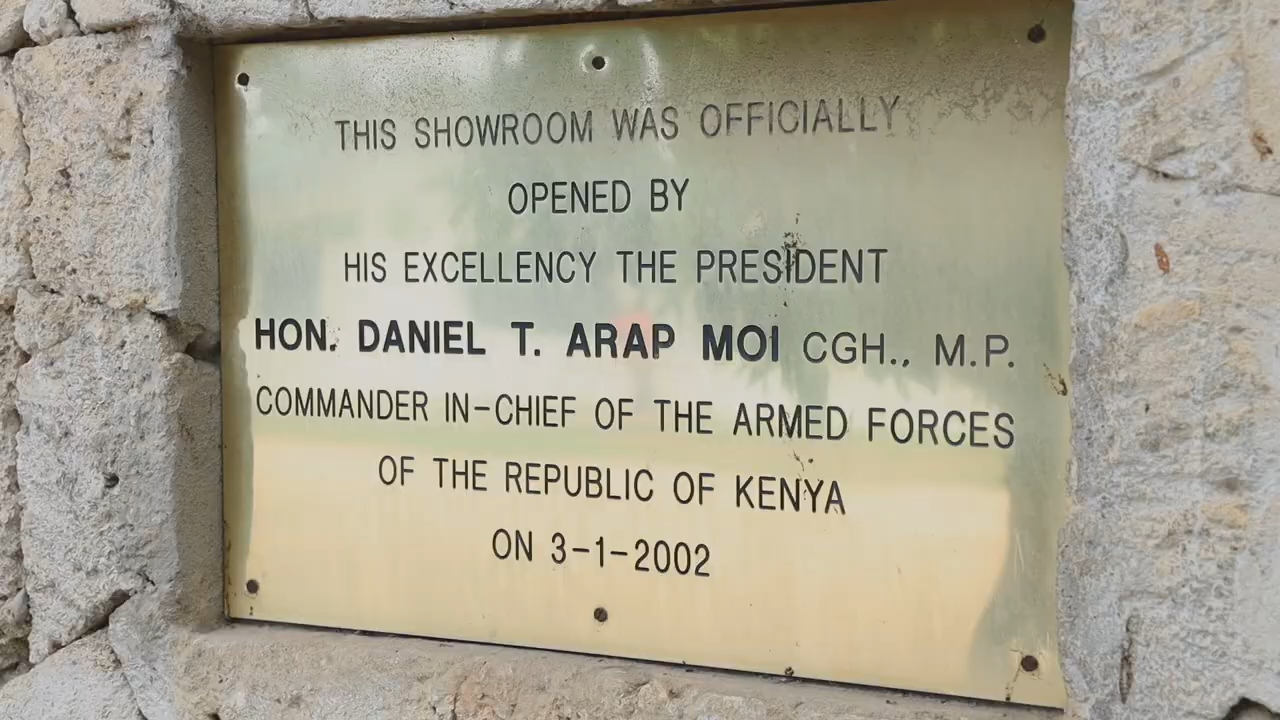 THIS SHOWROOM WAS OFFICIALLY
OPENED BY
HIS EXCELLENCY THE PRESIDENT
HON. DANIEL T. ARAP MOI CGH., M.P.
COMMANDER IN-CHIEF OF THE ARMED FORCES
OF THE REPUBLIC OF KENYA
ON 3-1-2002